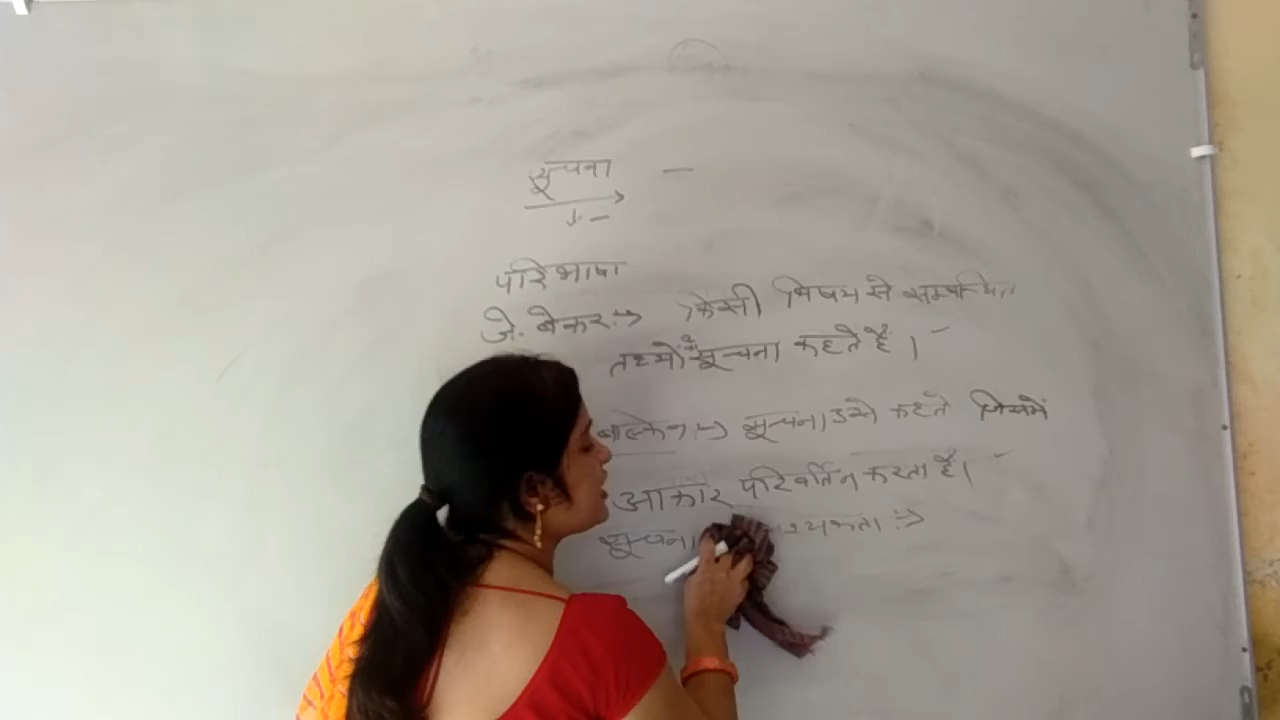 सूचना —
परिभाषा
जे. बेकर :-> किसी विषय से सम्बन्धित
तथ्यों को सूचना कहते हैं।
सूचना उसे कहते जिसमें
आकार परिवर्तन करता है।
सूचना